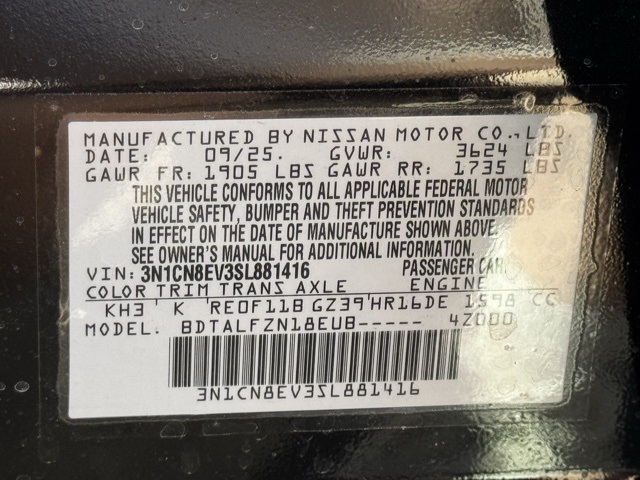 MANUFACTURED BY NISSAN MOTOR CO., LTD.
DATE: 09/25. GVWR: 3624 LBS
GAWR FR: 1905 LBS GAWR RR: 1735 LBS
THIS VEHICLE CONFORMS TO ALL APPLICABLE FEDERAL MOTOR
VEHICLE SAFETY, BUMPER AND THEFT PREVENTION STANDARDS
IN EFFECT ON THE DATE OF MANUFACTURE SHOWN ABOVE.
SEE OWNER'S MANUAL FOR ADDITIONAL INFORMATION.
VIN: 3N1CN8EV3SL881416 PASSENGER CAR
COLOR TRIM TRANS AXLE ENGINE
KH3 ' K 'RE0F11B GZ39'HR16DE 1598 CC
MODEL: BDTALFZN18EUB----- 4Z000
3N1CN8EV3SL881416